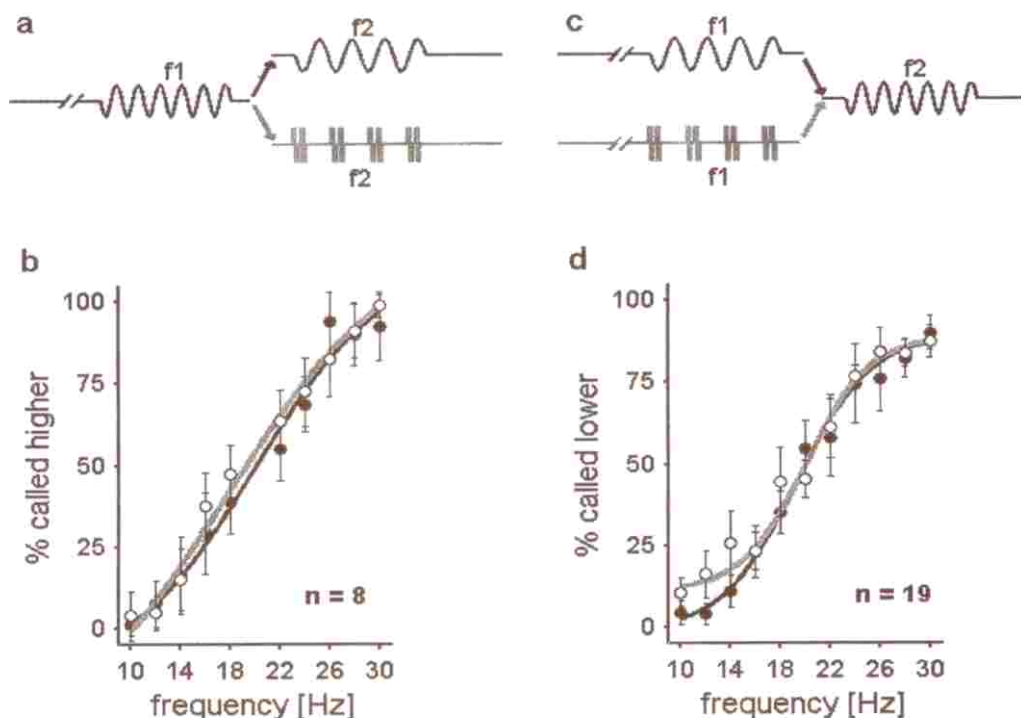 a
f1
f2
f2
c
f1
f1
f2
b
% called higher
100
75
50
25
0
n = 8
10 14 18 22 26 30
frequency [Hz]
d
% called lower
100
75
50
25
0
n = 19
10 14 18 22 26 30
frequency [Hz]